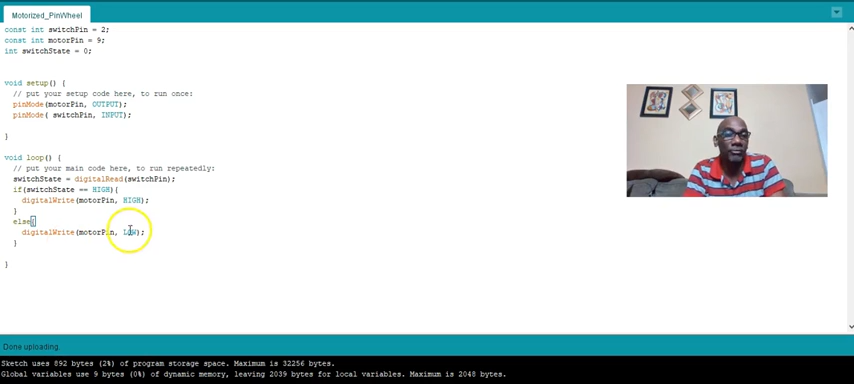 Motorized_PinWheel
const int switchPin = 2;
const int motorPin = 9;
int switchState = 0;
void setup() {
// put your setup code here, to run once:
pinMode(motorPin, OUTPUT);
pinMode( switchPin, INPUT);
}
void loop() {
// put your main code here, to run repeatedly:
switchState = digitalRead(switchPin);
if(switchState == HIGH){
digitalWrite(motorPin, HIGH);
}
else{
digitalWrite(motorPin, LOW);
}
}
Done uploading.
Sketch uses 892 bytes (2%) of program storage space. Maximum is 32256 bytes.
Global variables use 9 bytes (0%) of dynamic memory, leaving 2039 bytes for local variables. Maximum is 2048 bytes.